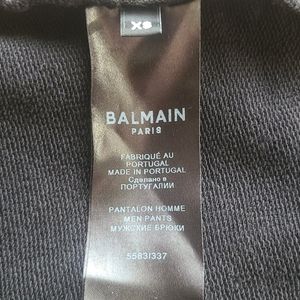 XS
BALMAIN
PARIS
FABRIQUÉ AU
PORTUGAL
MADE IN PORTUGAL
Сделано в
ПОРТУГАЛИИ
PANTALON HOMME
MEN PANTS
МУЖСКИЕ БРЮКИ
5583/337